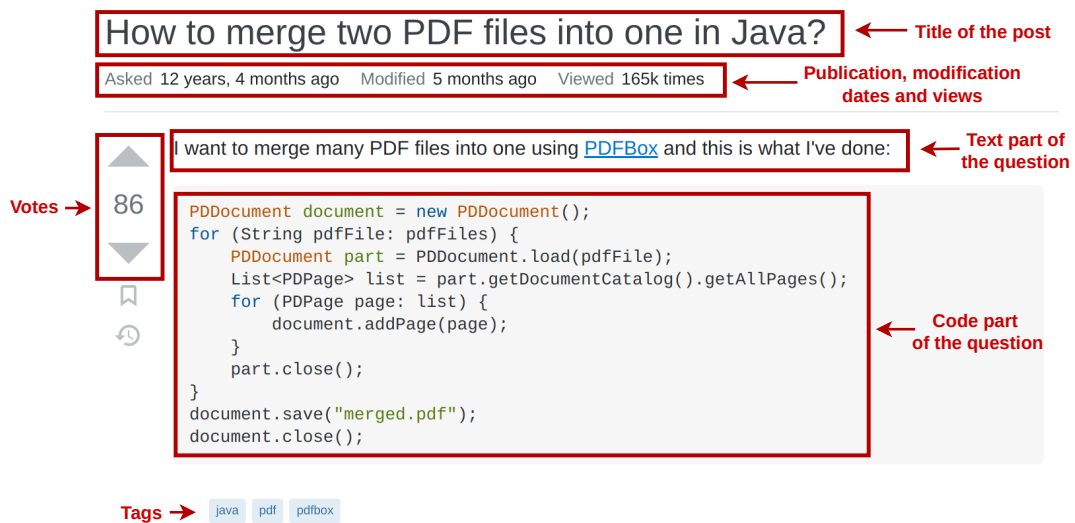 How to merge two PDF files into one in Java?
Title of the post
Asked 12 years, 4 months ago Modified 5 months ago Viewed 165k times
Publication, modification
dates and views
I want to merge many PDF files into one using PDFBox and this is what I've done:
Text part of
the question
Votes
86
PDDocument document = new PDDocument();
for (String pdfFile: pdfFiles) {
    PDDocument part = PDDocument.load(pdfFile);
    List<PDPage> list = part.getDocumentCatalog().getAllPages();
    for (PDPage page: list) {
        document.addPage(page);
    }
    part.close();
}
document.save("merged.pdf");
document.close();
Code part
of the question
Tags
java pdf pdfbox